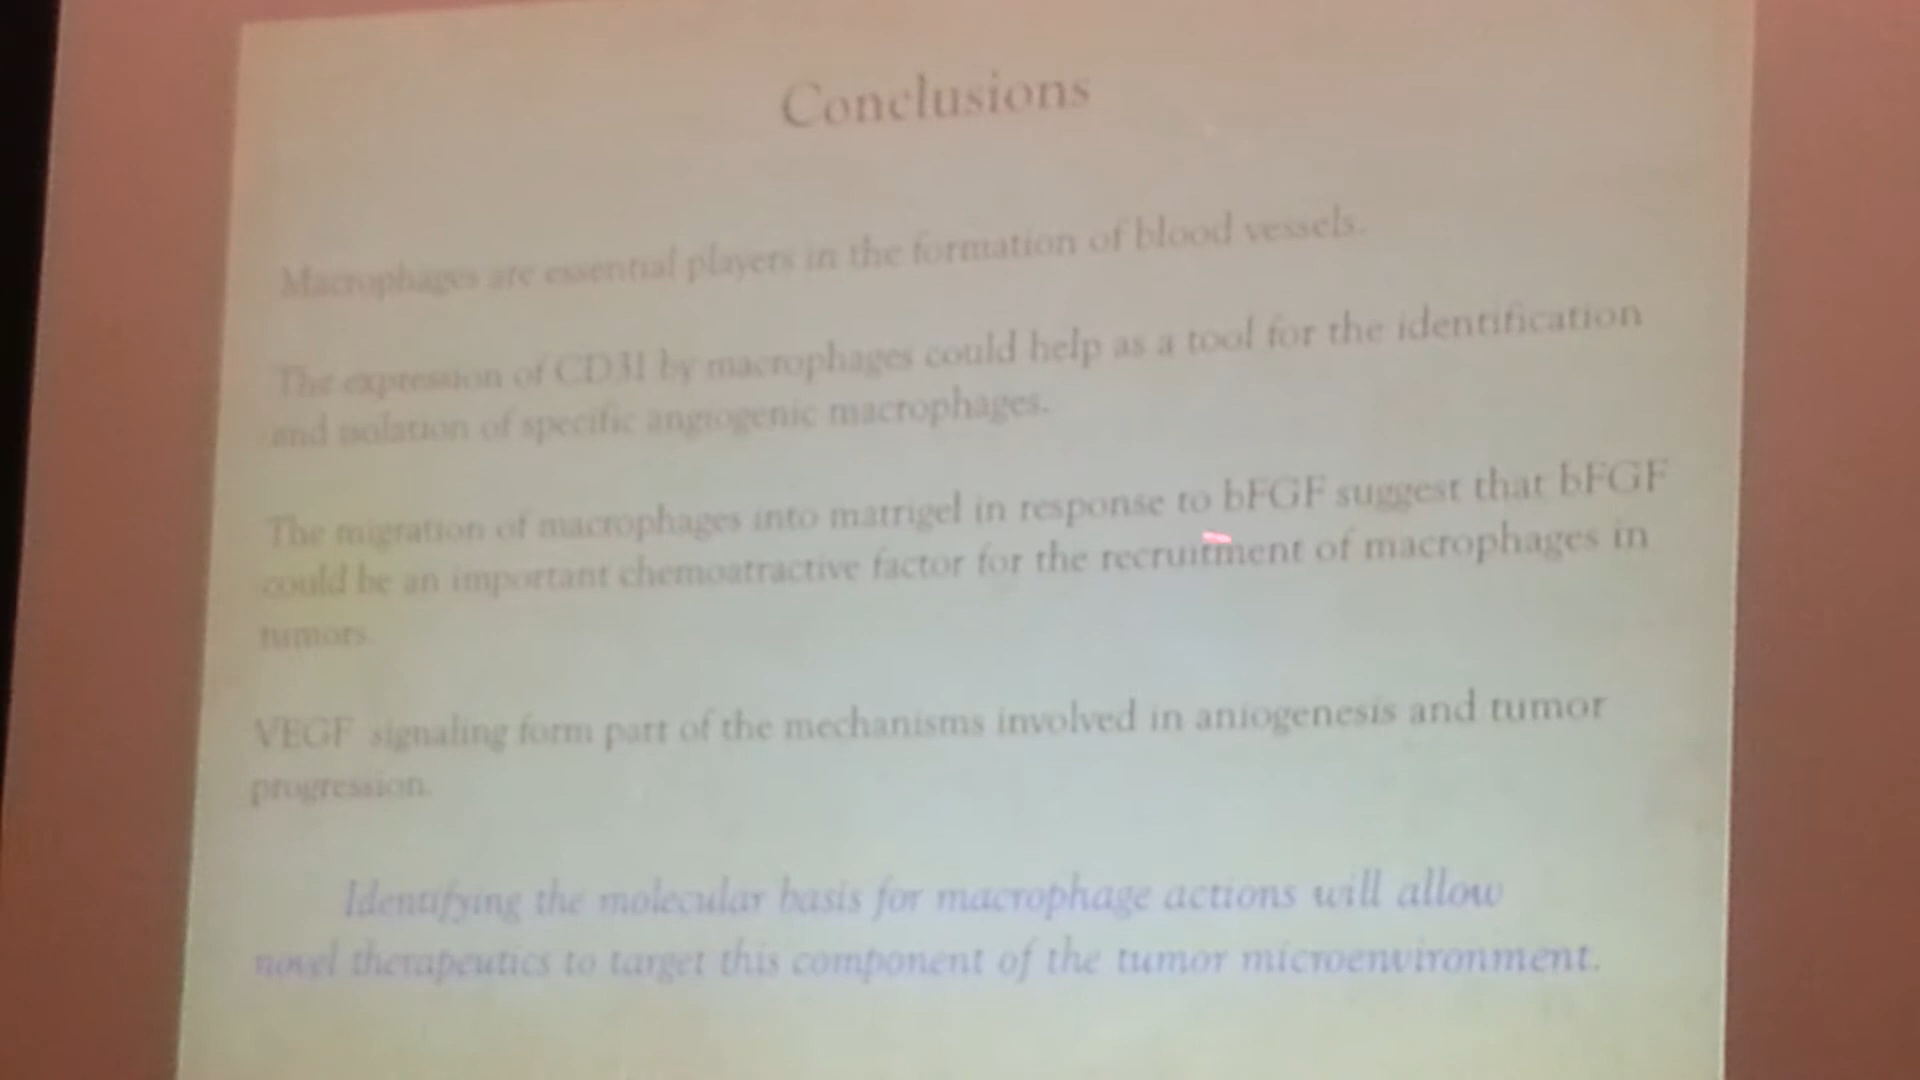 Conclusions
Macrophages are essential players in the formation of blood vessels.
The expression of CD31 by macrophages could help as a tool for the identification
and isolation of specific angiogenic macrophages.
The migration of macrophages into matrigel in response to bFGF suggest that bFGF
could be an important chemoatractive factor for the recruitment of macrophages in
tumors.
VEGF signaling form part of the mechanisms involved in aniogenesis and tumor
progression.
Identifying the molecular basis for macrophage actions will allow
novel therapeutics to target this component of the tumor microenvironment.